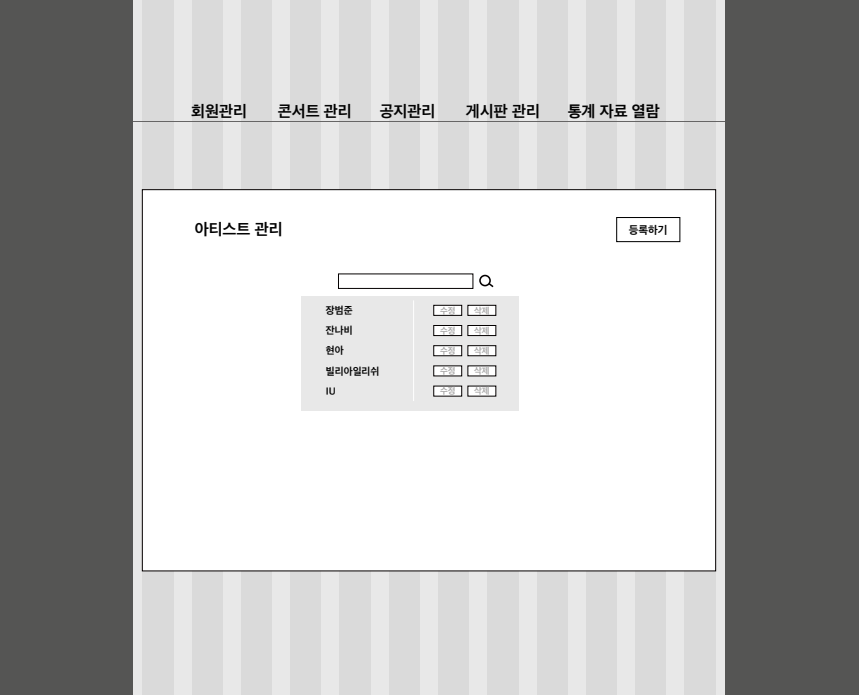 회원관리 콘서트 관리 공지관리 게시판 관리 통계 자료 열람
아티스트 관리 등록하기
장범준 수정 삭제
잔나비 수정 삭제
현아 수정 삭제
빌리아일리쉬 수정 삭제
IU 수정 삭제